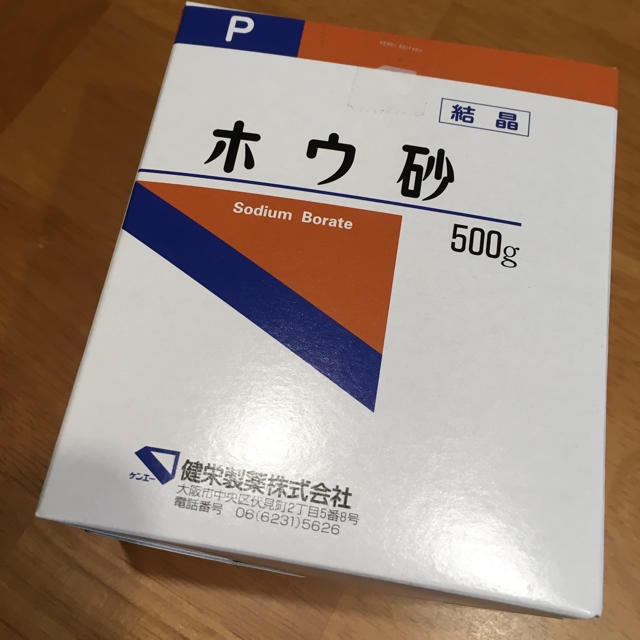 P
結晶
ホウ砂
Sodium Borate
500g
ケンエー
健栄製薬株式会社
大阪市中央区伏見町2丁目5番8号
電話番号 06(6231)5626